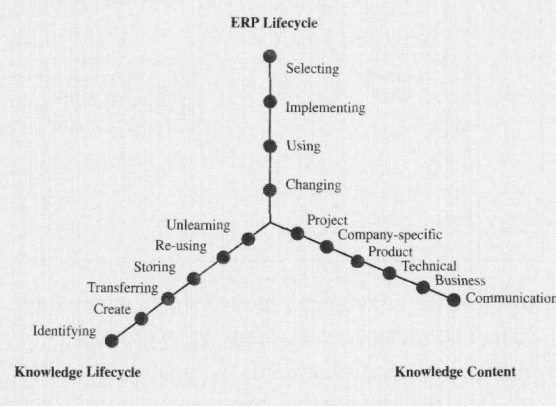 ERP Lifecycle
Selecting
Implementing
Using
Changing
Unlearning
Re-using
Storing
Transferring
Create
Identifying
Project
Company-specific
Product
Technical
Business
Communication
Knowledge Lifecycle
Knowledge Content